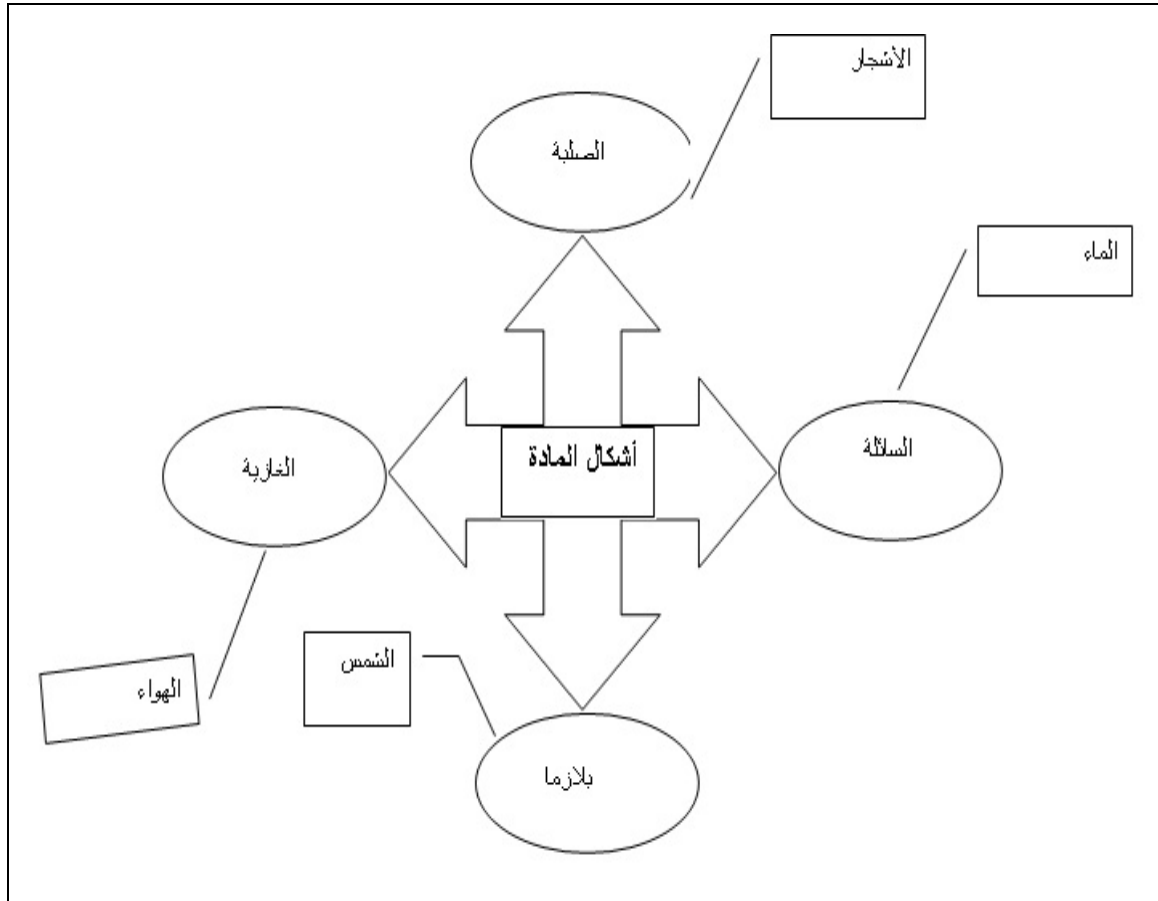 الأشجار
الصلبة
الماء
السائلة
أشكال المادة
الغازية
الشمس
الهواء
بلازما